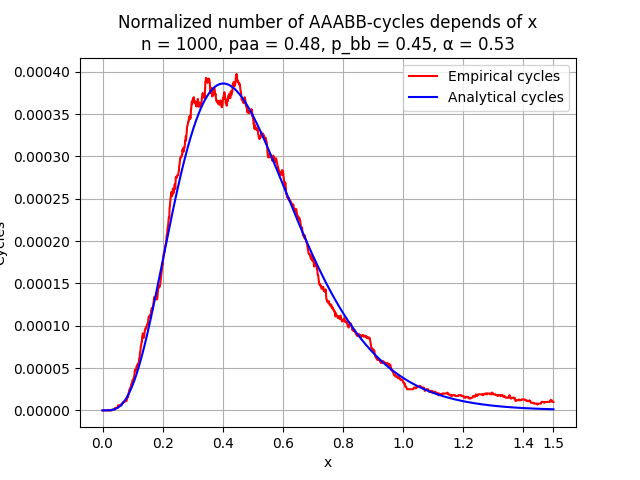 Normalized number of AAABB-cycles depends of x
n = 1000, paa = 0.48, p_bb = 0.45, α = 0.53
Empirical cycles
Analytical cycles
0.00040
0.00035
0.00030
0.00025
0.00020
0.00015
0.00010
0.00005
0.00000
0.0 0.2 0.4 0.6 0.8 1.0 1.2 1.4 1.5
x